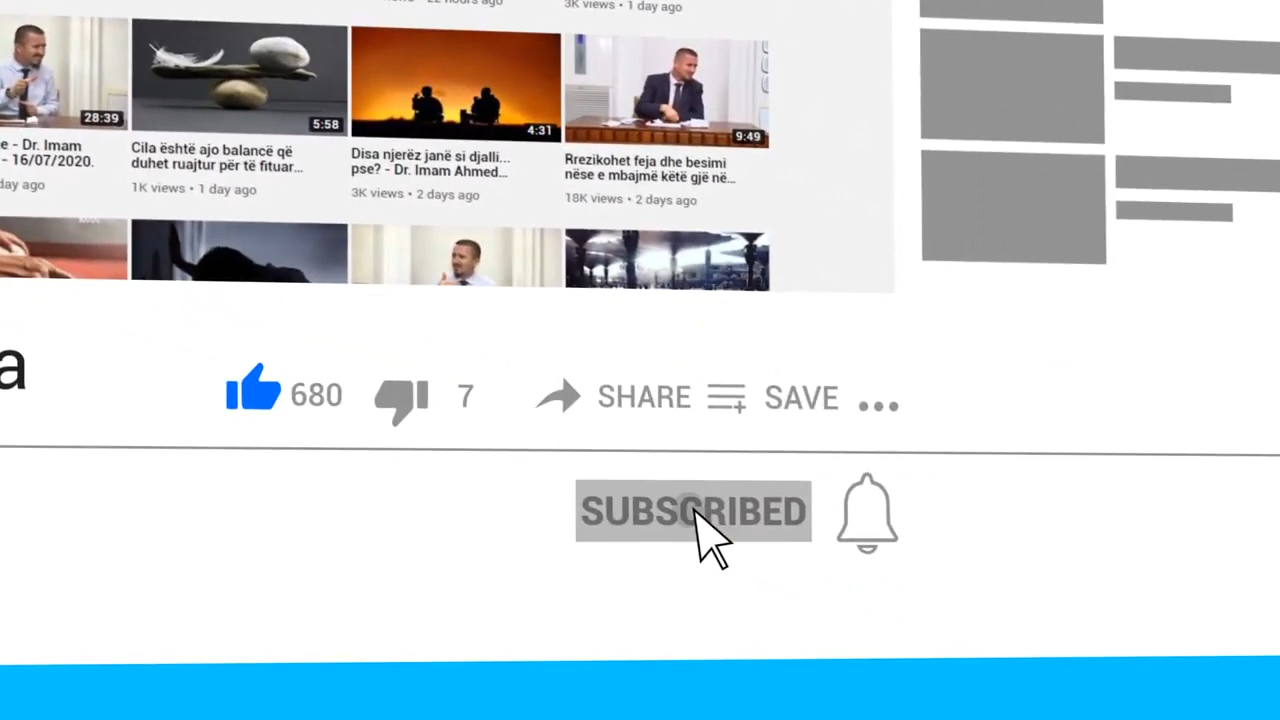 3K views • 1 day ago
28:39
5:58
4:31
9:49
e - Dr. Imam
- 16/07/2020.
day ago
Cila është ajo balancë që
duhet ruajtur për të fituar...
1K views • 1 day ago
Disa njerëz janë si djalli...
pse? - Dr. Imam Ahmed...
3K views • 2 days ago
Rrezikohet feja dhe besimi
nëse e mbajmë këtë gjë në...
18K views • 2 days ago
a
680
7
SHARE
SAVE
SUBSCRIBED